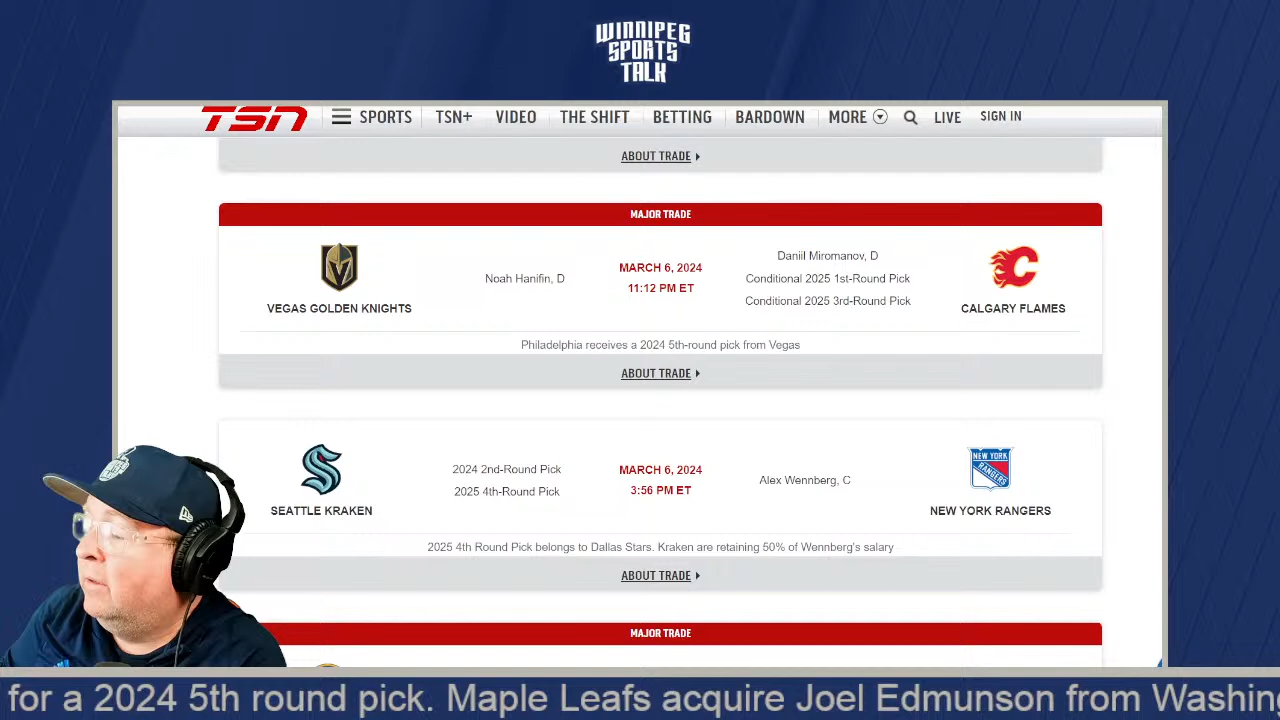 WINNIPEG
SPORTS
TALK
TSN SPORTS TSN+ VIDEO THE SHIFT BETTING BARDOWN MORE LIVE SIGN IN
ABOUT TRADE
MAJOR TRADE
Noah Hanifin, D
MARCH 6, 2024
11:12 PM ET
Daniil Miromanov, D
Conditional 2025 1st-Round Pick
Conditional 2025 3rd-Round Pick
VEGAS GOLDEN KNIGHTS
CALGARY FLAMES
Philadelphia receives a 2024 5th-round pick from Vegas
ABOUT TRADE
2024 2nd-Round Pick
2025 4th-Round Pick
MARCH 6, 2024
3:56 PM ET
Alex Wennberg, C
NEW YORK
RANGERS
SEATTLE KRAKEN
NEW YORK RANGERS
2025 4th Round Pick belongs to Dallas Stars. Kraken are retaining 50% of Wennberg's salary
ABOUT TRADE
MAJOR TRADE
for a 2024 5th round pick. Maple Leafs acquire Joel Edmunson from Washing